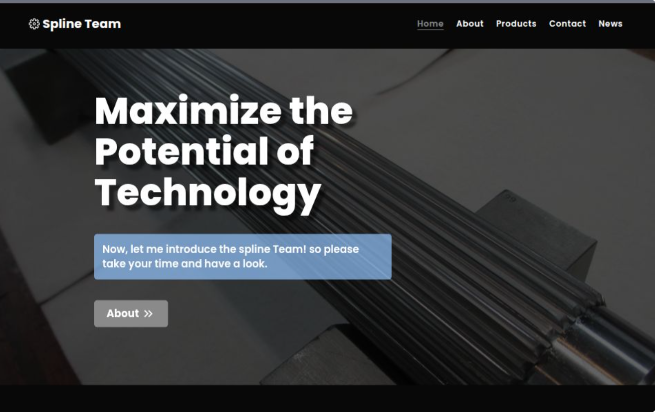 Spline Team
Home About Products Contact News
Maximize the
Potential of
Technology
Now, let me introduce the spline Team! so please
take your time and have a look.
About »